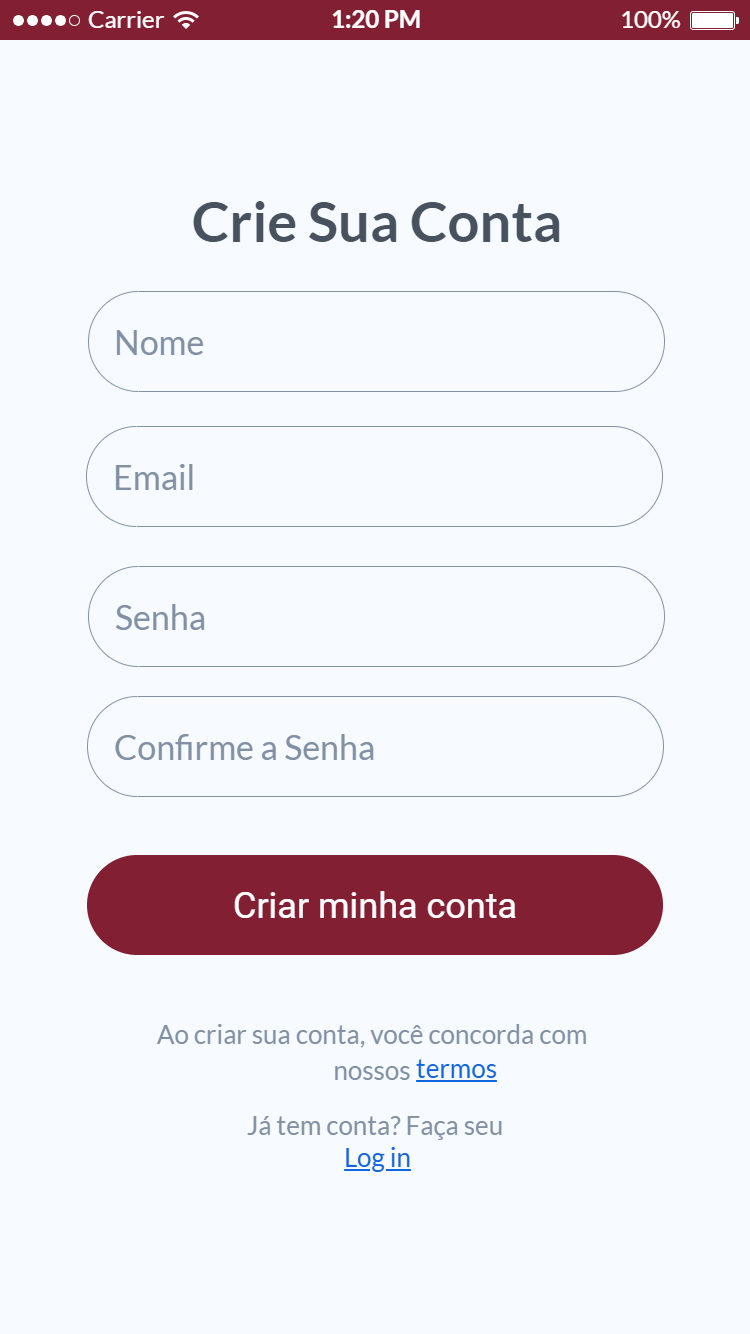 Carrier 1:20 PM 100%
Crie Sua Conta
Nome
Email
Senha
Confirme a Senha
Criar minha conta
Ao criar sua conta, você concorda com
nossos termos
Já tem conta? Faça seu
Log in